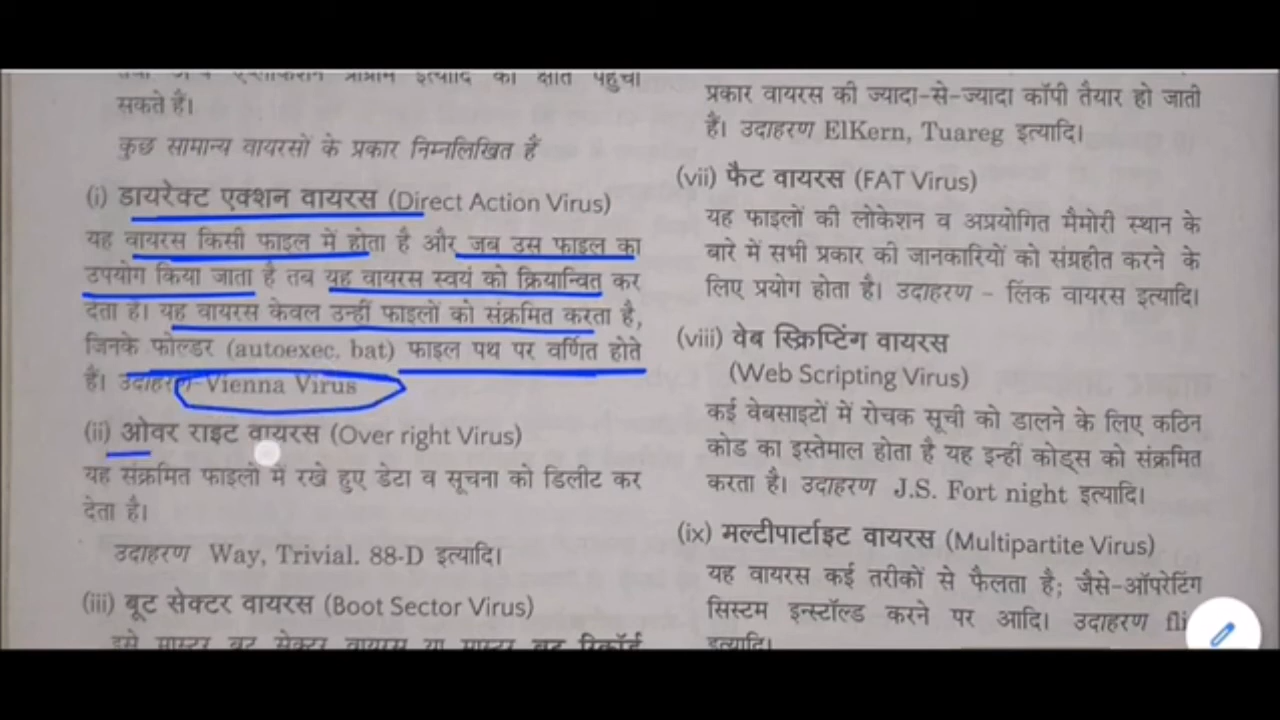 सकते हैं।
कुछ सामान्य वायरसों के प्रकार निम्नलिखित हैं
(i) डायरेक्ट एक्शन वायरस (Direct Action Virus)
यह वायरस किसी फाइल में होता है और जब उस फाइल का
उपयोग किया जाता है तब यह वायरस स्वयं को क्रियान्वित कर
देता है। यह वायरस केवल उन्हीं फाइलों को संक्रमित करता है,
जिनके फोल्डर (autoexec. bat) फाइल पथ पर वर्णित होते
हैं। उदाहरण-Vienna Virus
(ii) ओवर राइट वायरस (Over right Virus)
यह संक्रमित फाइलों में रखे हुए डेटा व सूचना को डिलीट कर
देता है।
उदाहरण Way, Trivial. 88-D इत्यादि।
(iii) बूट सेक्टर वायरस (Boot Sector Virus)
इसे मास्टर बूट सेक्टर वायरस या मास्टर बूट रिकॉर्ड
प्रकार वायरस की ज्यादा-से-ज्यादा कॉपी तैयार हो जाती
हैं। उदाहरण ElKern, Tuareg इत्यादि।
(vii) फैट वायरस (FAT Virus)
यह फाइलों की लोकेशन व अप्रयोगित मैमोरी स्थान के
बारे में सभी प्रकार की जानकारियों को संग्रहीत करने के
लिए प्रयोग होता है। उदाहरण – लिंक वायरस इत्यादि।
(viii) वेब स्क्रिप्टिंग वायरस
(Web Scripting Virus)
कई वेबसाइटों में रोचक सूची को डालने के लिए कठिन
कोड का इस्तेमाल होता है यह इन्हीं कोड्स को संक्रमित
करता है। उदाहरण J.S. Fort night इत्यादि।
(ix) मल्टीपार्टाइट वायरस (Multipartite Virus)
यह वायरस कई तरीकों से फैलता है; जैसे-ऑपरेटिंग
सिस्टम इन्स्टॉल्ड करने पर आदि। उदाहरण
इत्यादि।